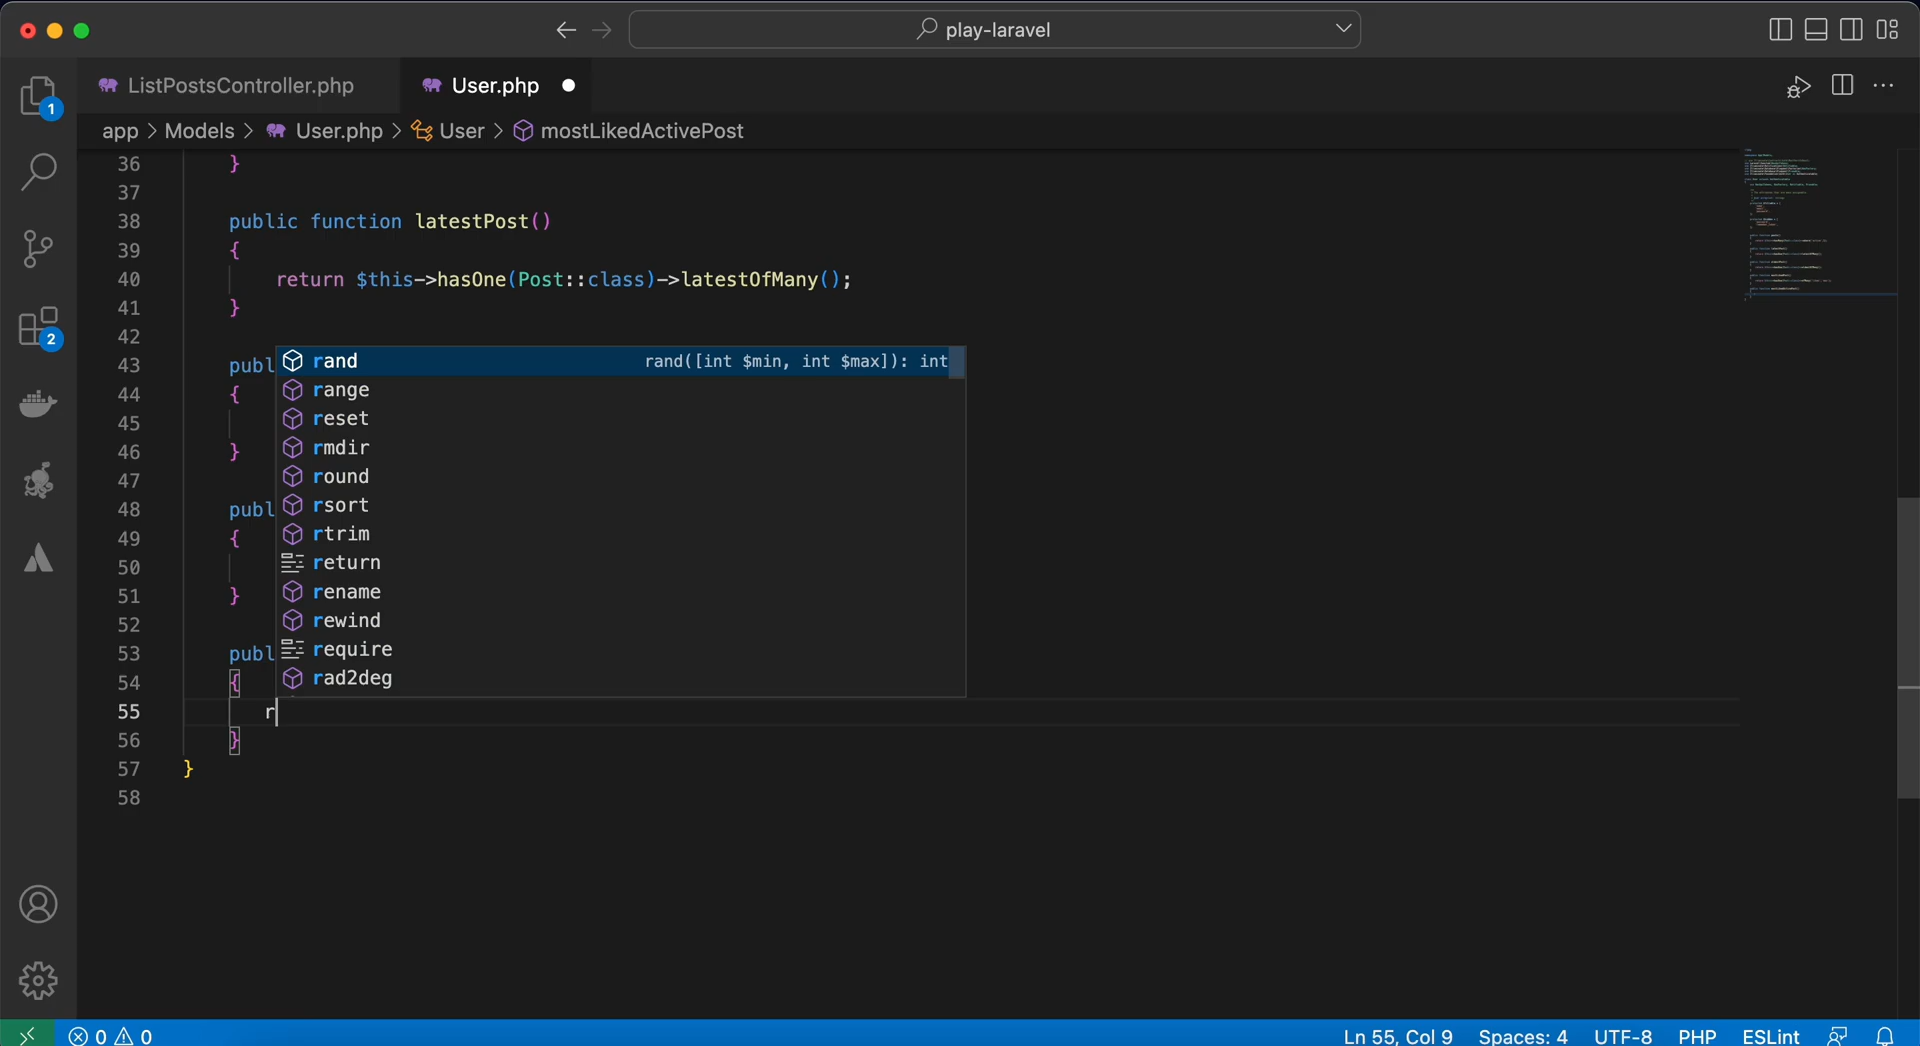 play-laravel
ListPostsController.php
User.php
app > Models > User.php > User > mostLikedActivePost
1
2
36 }
37
38 public function latestPost()
39 {
40 return $this->hasOne(Post::class)->latestOfMany();
41 }
42
43 publ
44 {
45
46 }
47
48 publ
49 {
50
51 }
52
53 publ
54 {
55 r
56 }
57 }
58
rand rand([int $min, int $max]): int
range
reset
rmdir
round
rsort
rtrim
return
rename
rewind
require
rad2deg
0 0 Ln 55, Col 9 Spaces: 4 UTF-8 PHP ESLint